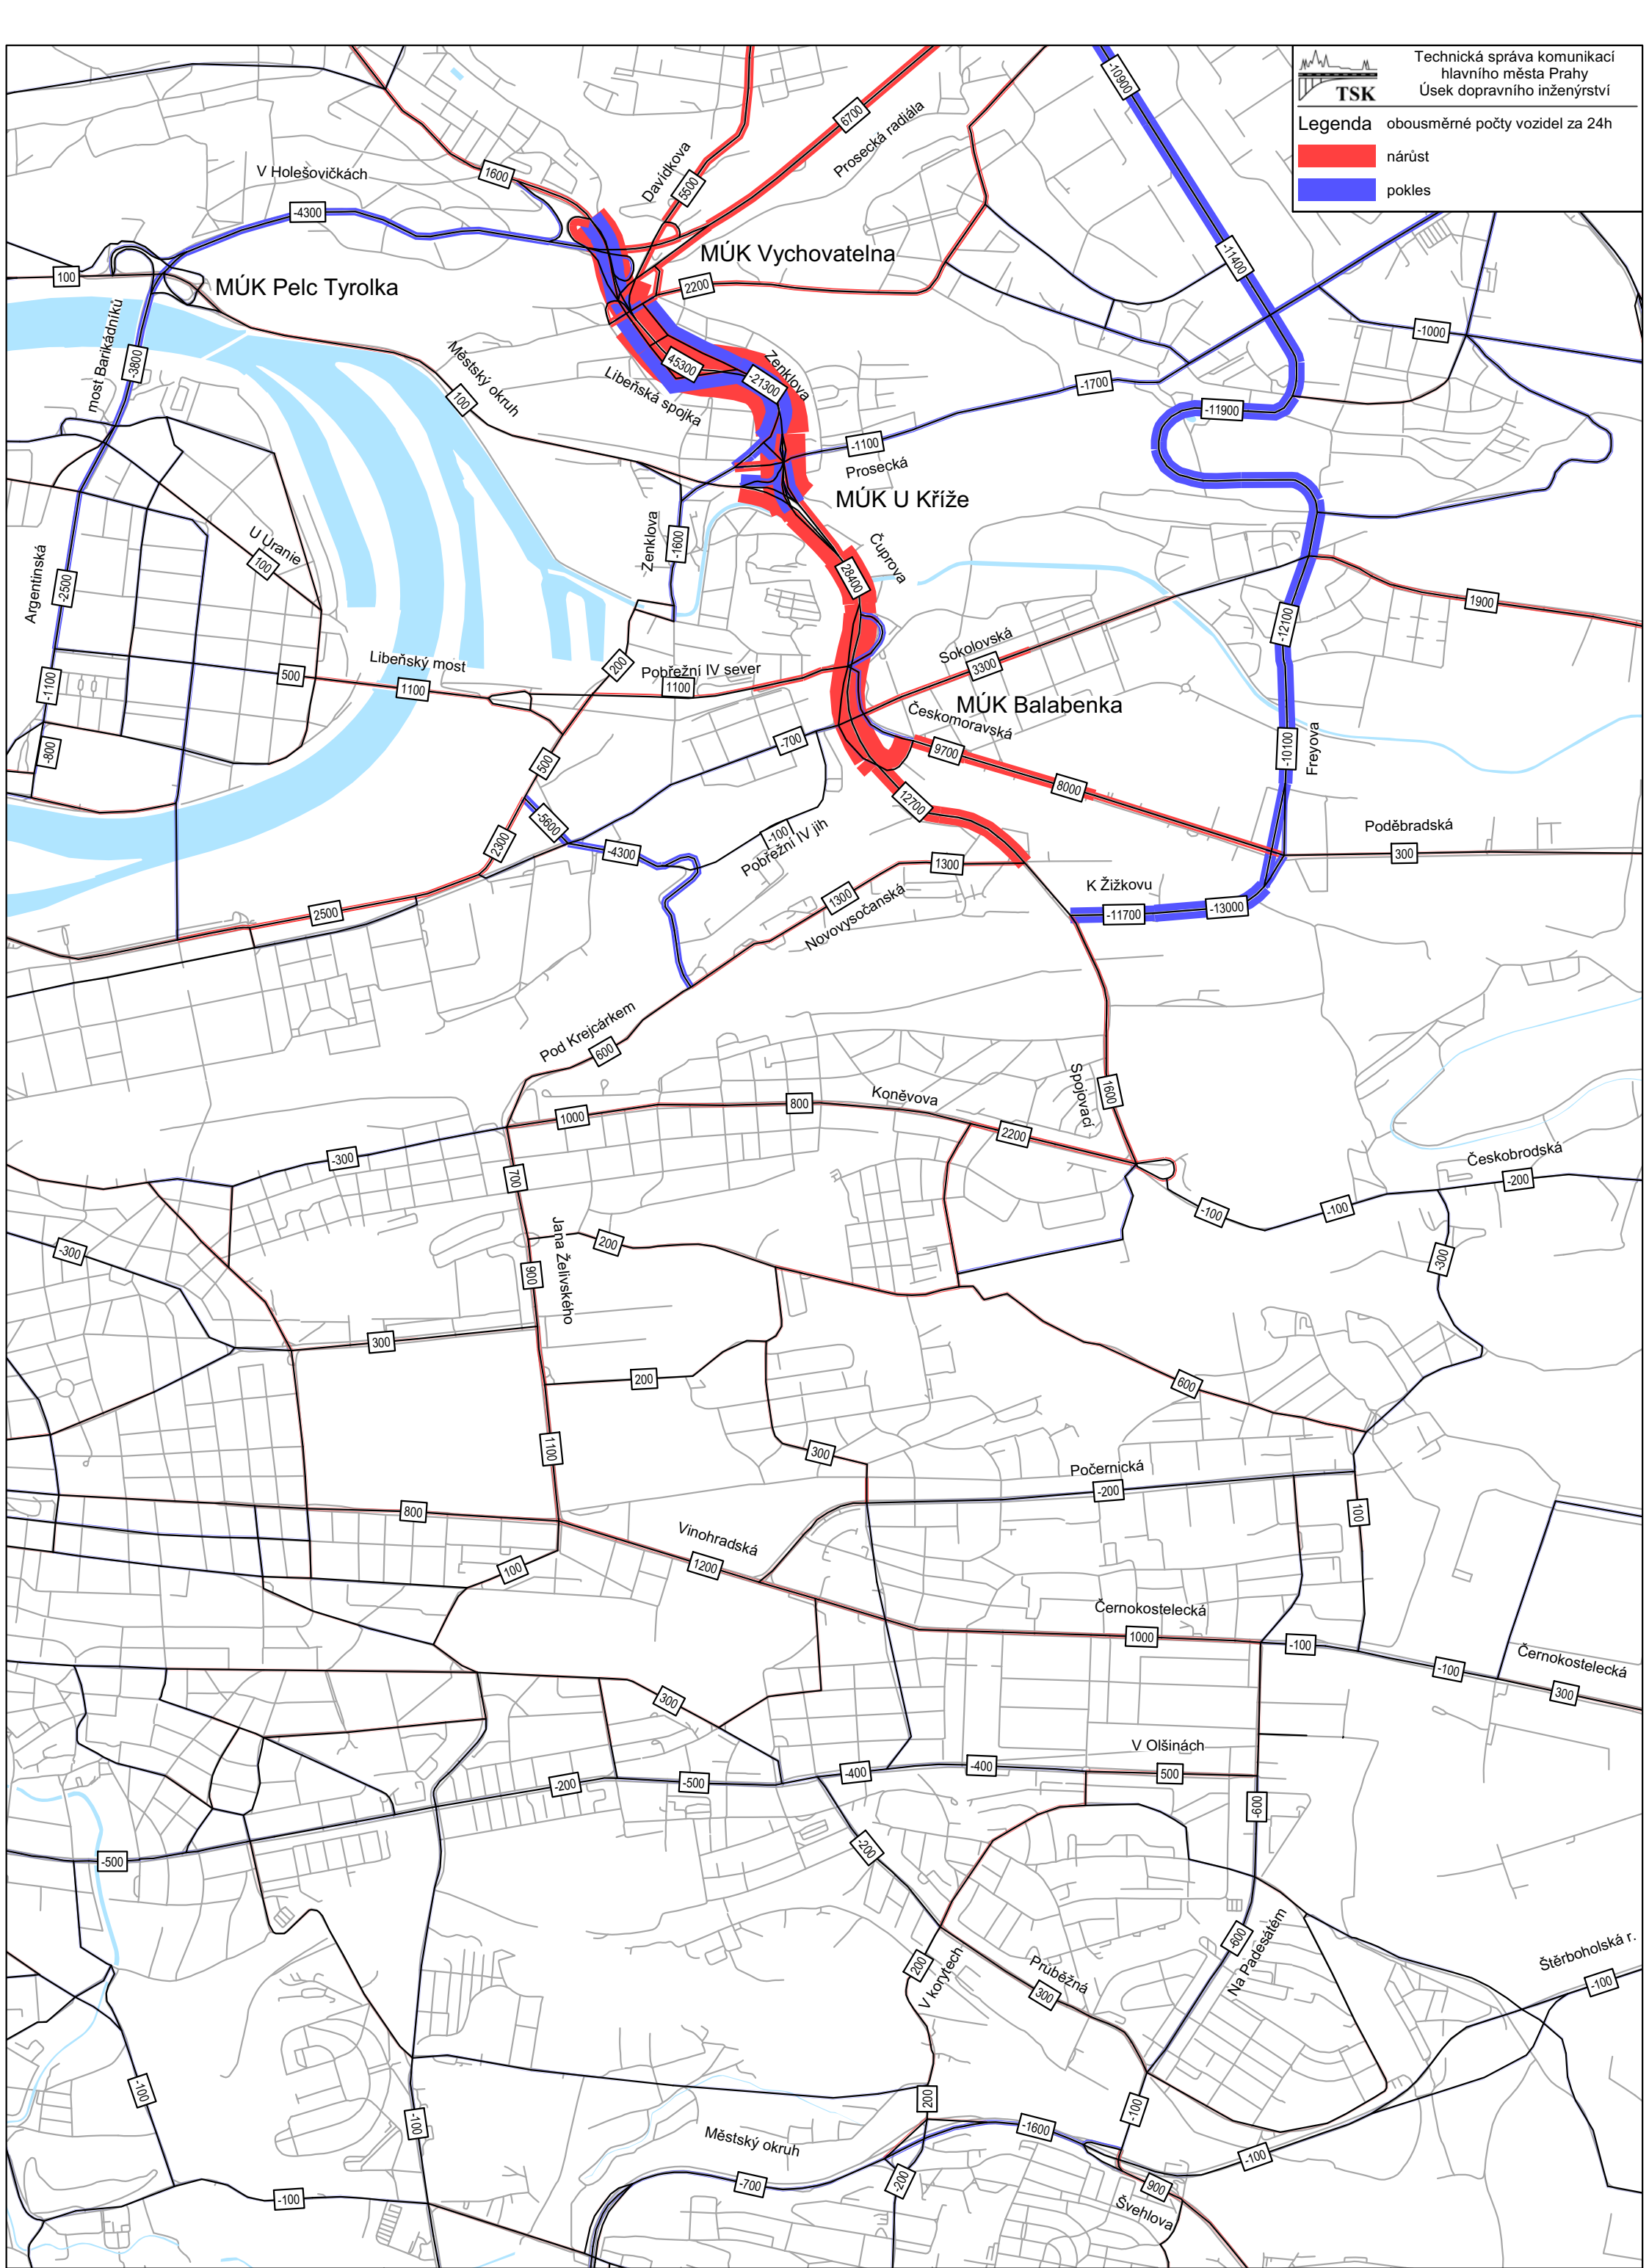 Technická správa komunikací
hlavního města Prahy
Úsek dopravního inženýrství
TSK
Legenda obousměrné počty vozidel za 24h
nárůst
pokles
-10900
6700
Prosecká radiála
Davídkova
5500
1600
V Holešovičkách
-4300
-11400
MÚK Vychovatelna
100
MÚK Pelc Tyrolka
2200
-1000
most Barikádníků
-3800
Městský okruh
100
45300
-21300
Zenklova
Libeňská spojka
-1700
-11900
-1100
Prosecká
MÚK U Kříže
U Uranie
100
Zenklova
-1600
Čuprova
28400
Argentinská
-2500
1900
-12100
Sokolovská
3300
Libeňský most
500
1100
200
Pobřežní IV sever
1100
-1100
MÚK Balabenka
Českomoravská
9700
-700
-800
500
-10100
Freyova
8000
12700
-5600
2300
-4300
-100
Pobřežní IV jih
Poděbradská
300
1300
1300
Novovysočanská
K Žižkovu
-11700
-13000
2500
Pod Krejcárkem
600
Koněvova
1000
800
2200
Spojovací
1600
-300
700
Českobrodská
-200
-100
-100
-300
-300
Jana Želivského
200
900
300
200
600
1100
300
Počernická
-200
100
800
Vinohradská
1200
100
Černokostelecká
1000
-100
-100
Černokostelecká
300
300
V Olšinách
-200
-500
-400
-400
500
-600
-500
-200
200
V korytech
Průběžná
300
-600
Na Padesátém
Štěrboholská r.
-100
-100
-100
200
-100
-1600
Městský okruh
-700
-200
-100
900
Švehlova
-100